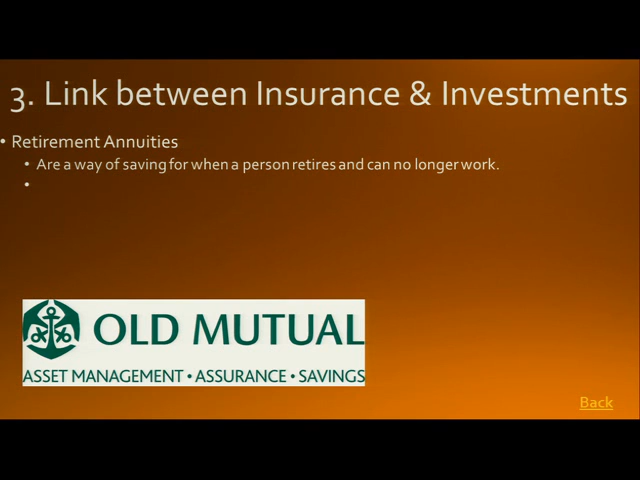 3. Link between Insurance & Investments
• Retirement Annuities
• Are a way of saving for when a person retires and can no longer work.
•
OLD MUTUAL
ASSET MANAGEMENT • ASSURANCE • SAVINGS
Back